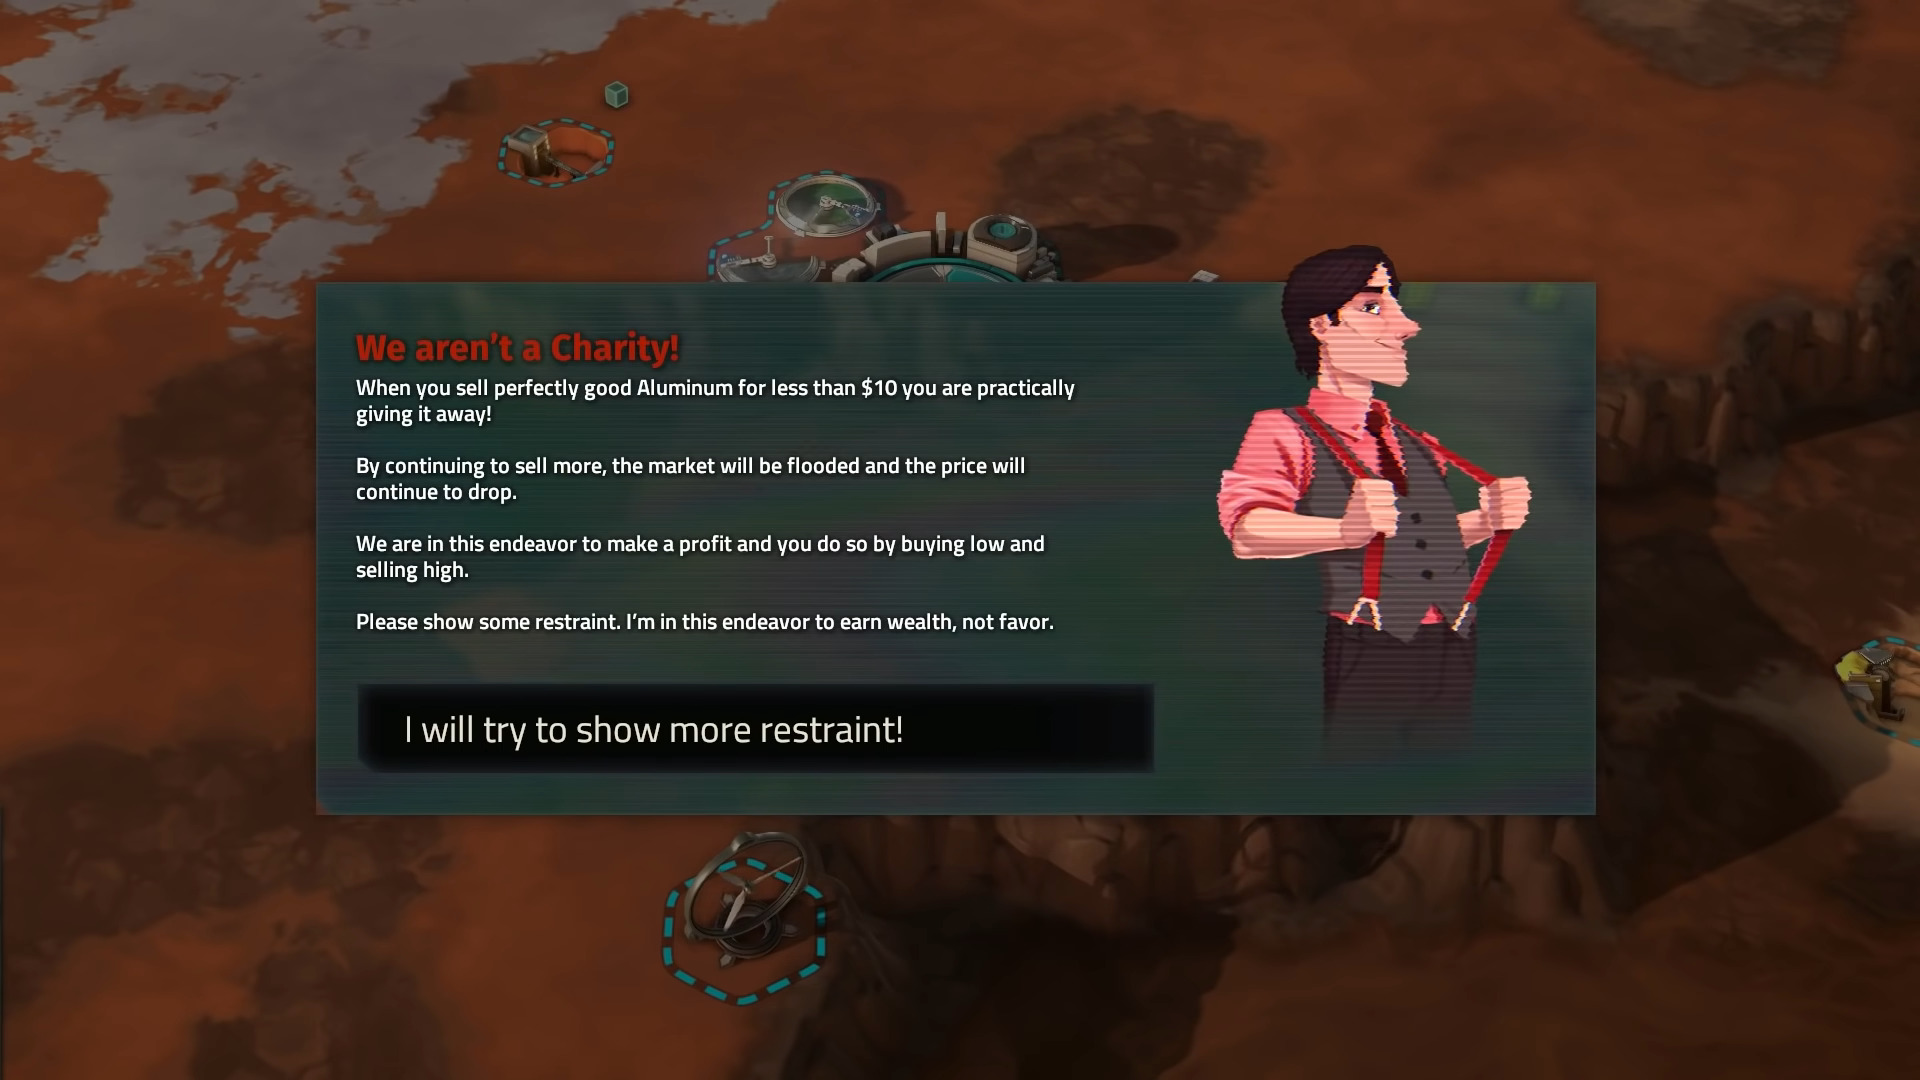 We aren't a Charity!
When you sell perfectly good Aluminum for less than $10 you are practically
giving it away!
By continuing to sell more, the market will be flooded and the price will
continue to drop.
We are in this endeavor to make a profit and you do so by buying low and
selling high.
Please show some restraint. I'm in this endeavor to earn wealth, not favor.
I will try to show more restraint!